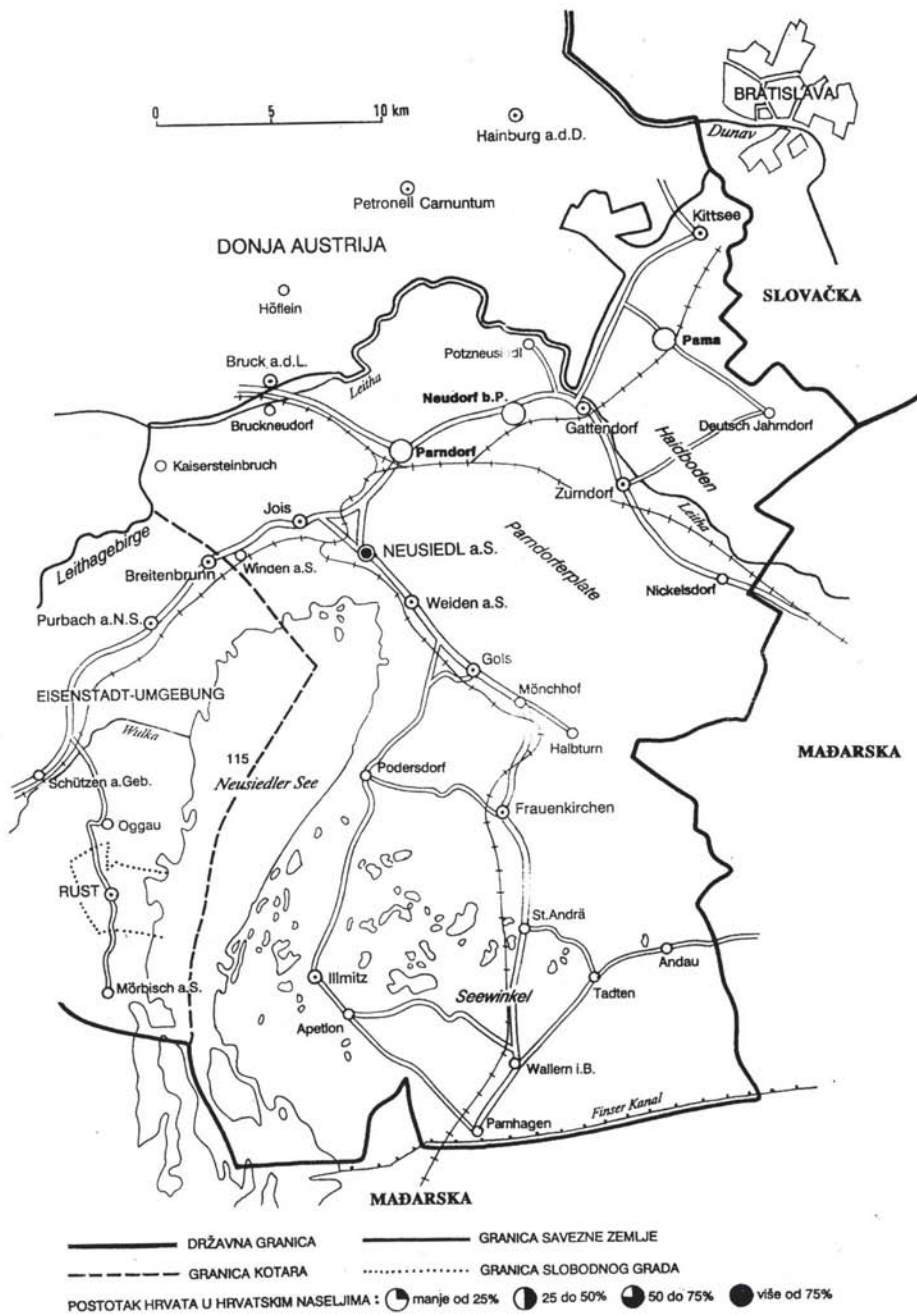 BRATISLAVA
0 5 10 km
Hainburg a.d.D.
Dunav
Petronell Carnuntum
Kittsee
DONJA AUSTRIJA
Höflein
SLOVAČKA
Potzneusiedl
Pama
Bruck a.d.L.
Leitha
Neudorf b.P.
Bruckneudorf
Gattendorf
Deutsch Jahrndorf
Parndorf
Haidboden
Kaisersteinbruch
Zurndorf
Leitha
Jois
Leithagebirge
NEUSIEDL a.S.
Parndorferplate
Breitenbrunn
Winden a.S.
Nickelsdorf
Weiden a.S.
Purbach a.N.S.
Gols
EISENSTADT-UMGEBUNG
Mönchhof
Wulka
Halbturn
115
MAĐARSKA
Podersdorf
Schützen a.Geb.
Neusiedler See
Frauenkirchen
Oggau
RUST
St.Andrä
Andau
Illmitz
Tadten
Mörbisch a.S.
Seewinkel
Apetlon
Wallern i.B.
Finser Kanal
Pamhagen
MAĐARSKA
DRŽAVNA GRANICA
GRANICA SAVEZNE ZEMLJE
GRANICA KOTARA
GRANICA SLOBODNOG GRADA
POSTOTAK HRVATA U HRVATSKIM NASELJIMA : manje od 25% 25 do 50% 50 do 75% više od 75%